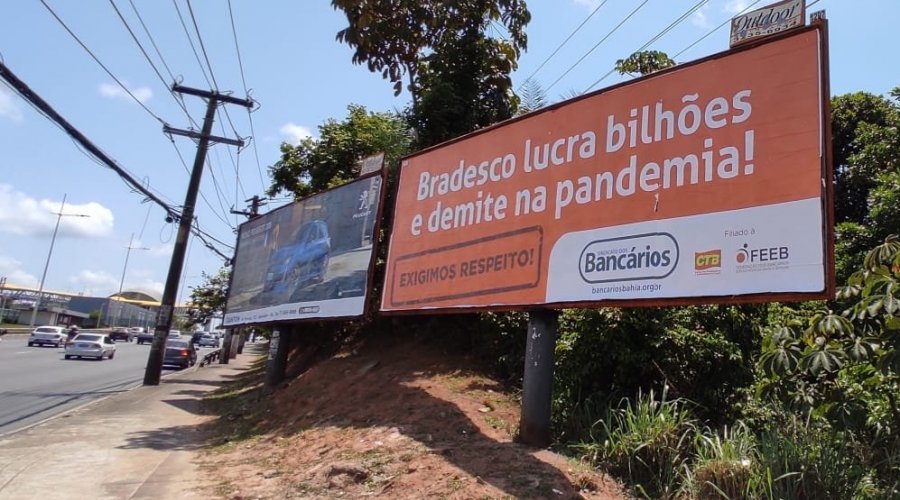 Outdoor
Bradesco lucra bilhões
e demite na pandemia!
EXIGIMOS RESPEITO!
SINDICATO DOS
Bancários
bancariosbahia.org.br
CTB
Filiado à
FEEB
PEUGEOT